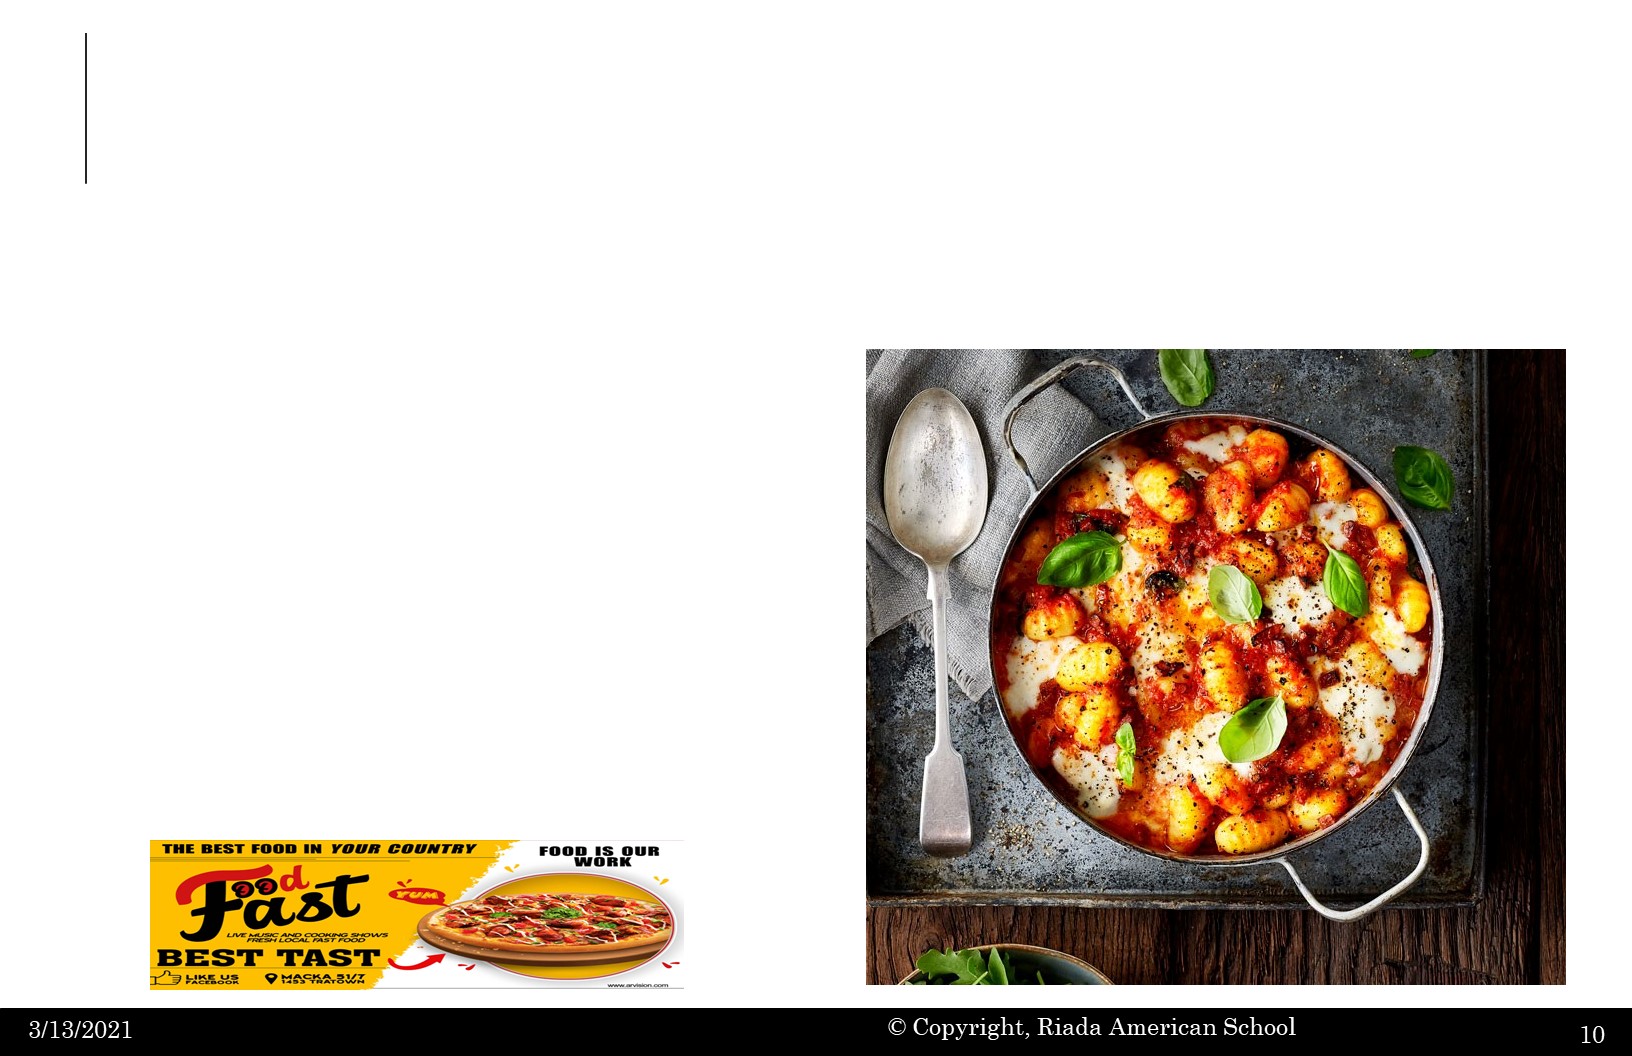 THE BEST FOOD IN YOUR COUNTRY
FOOD IS OUR
WORK
Food
Fast
YUM
LIVE MUSIC AND COOKING SHOWS
FRESH LOCAL FAST FOOD
BEST TAST
LIKE US
FACEBOOK
MACKA 51/7
1453 TRATOWN
www.arvision.com
3/13/2021
© Copyright, Riada American School
10